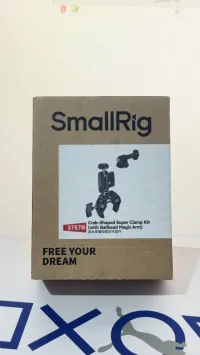 SmallRig
3757B
Crab-Shaped Super Clamp Kit
(with Ballhead Magic Arm)
FREE YOUR
DREAM